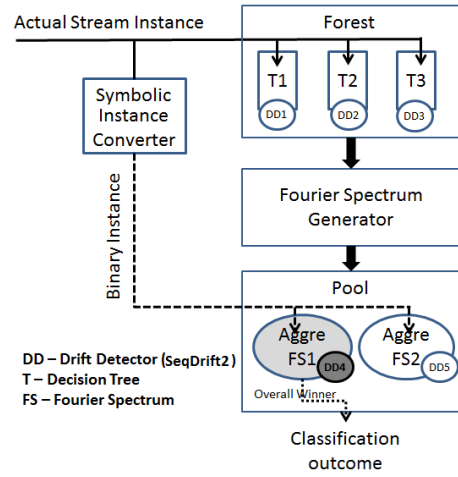 Actual Stream Instance
Forest
T1
T2
T3
DD1
DD2
DD3
Symbolic
Instance
Converter
Fourier Spectrum
Generator
Binary Instance
Pool
Aggre
FS1
DD4
Aggre
FS2
DD5
Overall Winner
DD – Drift Detector (SeqDrift2)
T – Decision Tree
FS – Fourier Spectrum
Classification
outcome